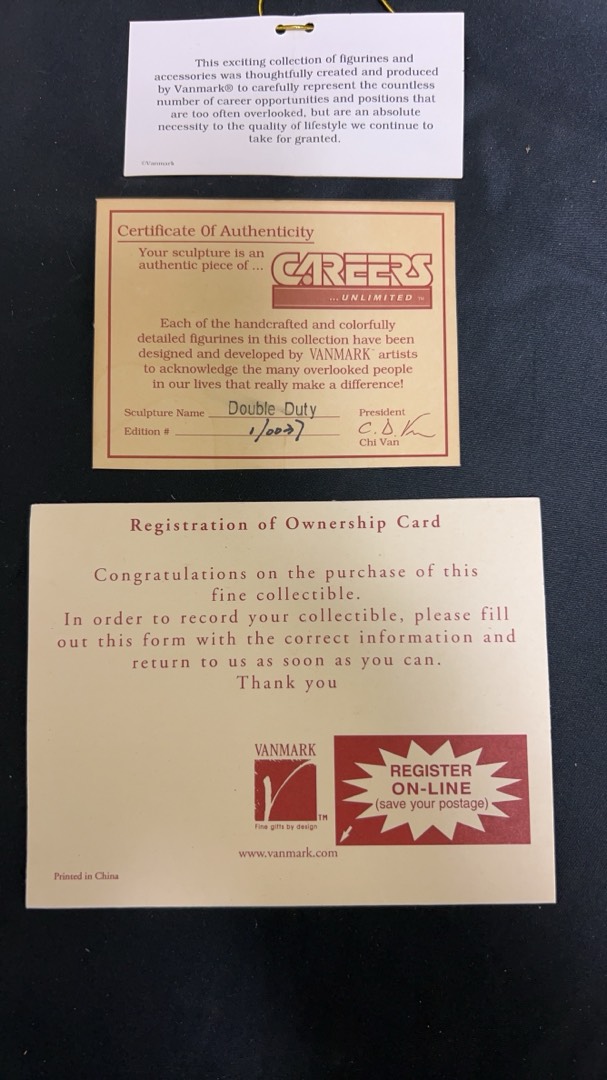 This exciting collection of figurines and
accessories was thoughtfully created and produced
by Vanmark® to carefully represent the countless
number of career opportunities and positions that
are too often overlooked, but are an absolute
necessity to the quality of lifestyle we continue to
take for granted.
©Vanmark
Certificate Of Authenticity
Your sculpture is an
authentic piece of ...
CAREERS
...UNLIMITED ™
Each of the handcrafted and colorfully
detailed figurines in this collection have been
designed and developed by VANMARK artists
to acknowledge the many overlooked people
in our lives that really make a difference!
Sculpture Name Double Duty
President
Edition #
Chi Van
Registration of Ownership Card
Congratulations on the purchase of this
fine collectible.
In order to record your collectible, please fill
out this form with the correct information and
return to us as soon as you can.
Thank you
VANMARK
TM
Fine gifts by design
REGISTER
ON-LINE
(save your postage)
www.vanmark.com
Printed in China